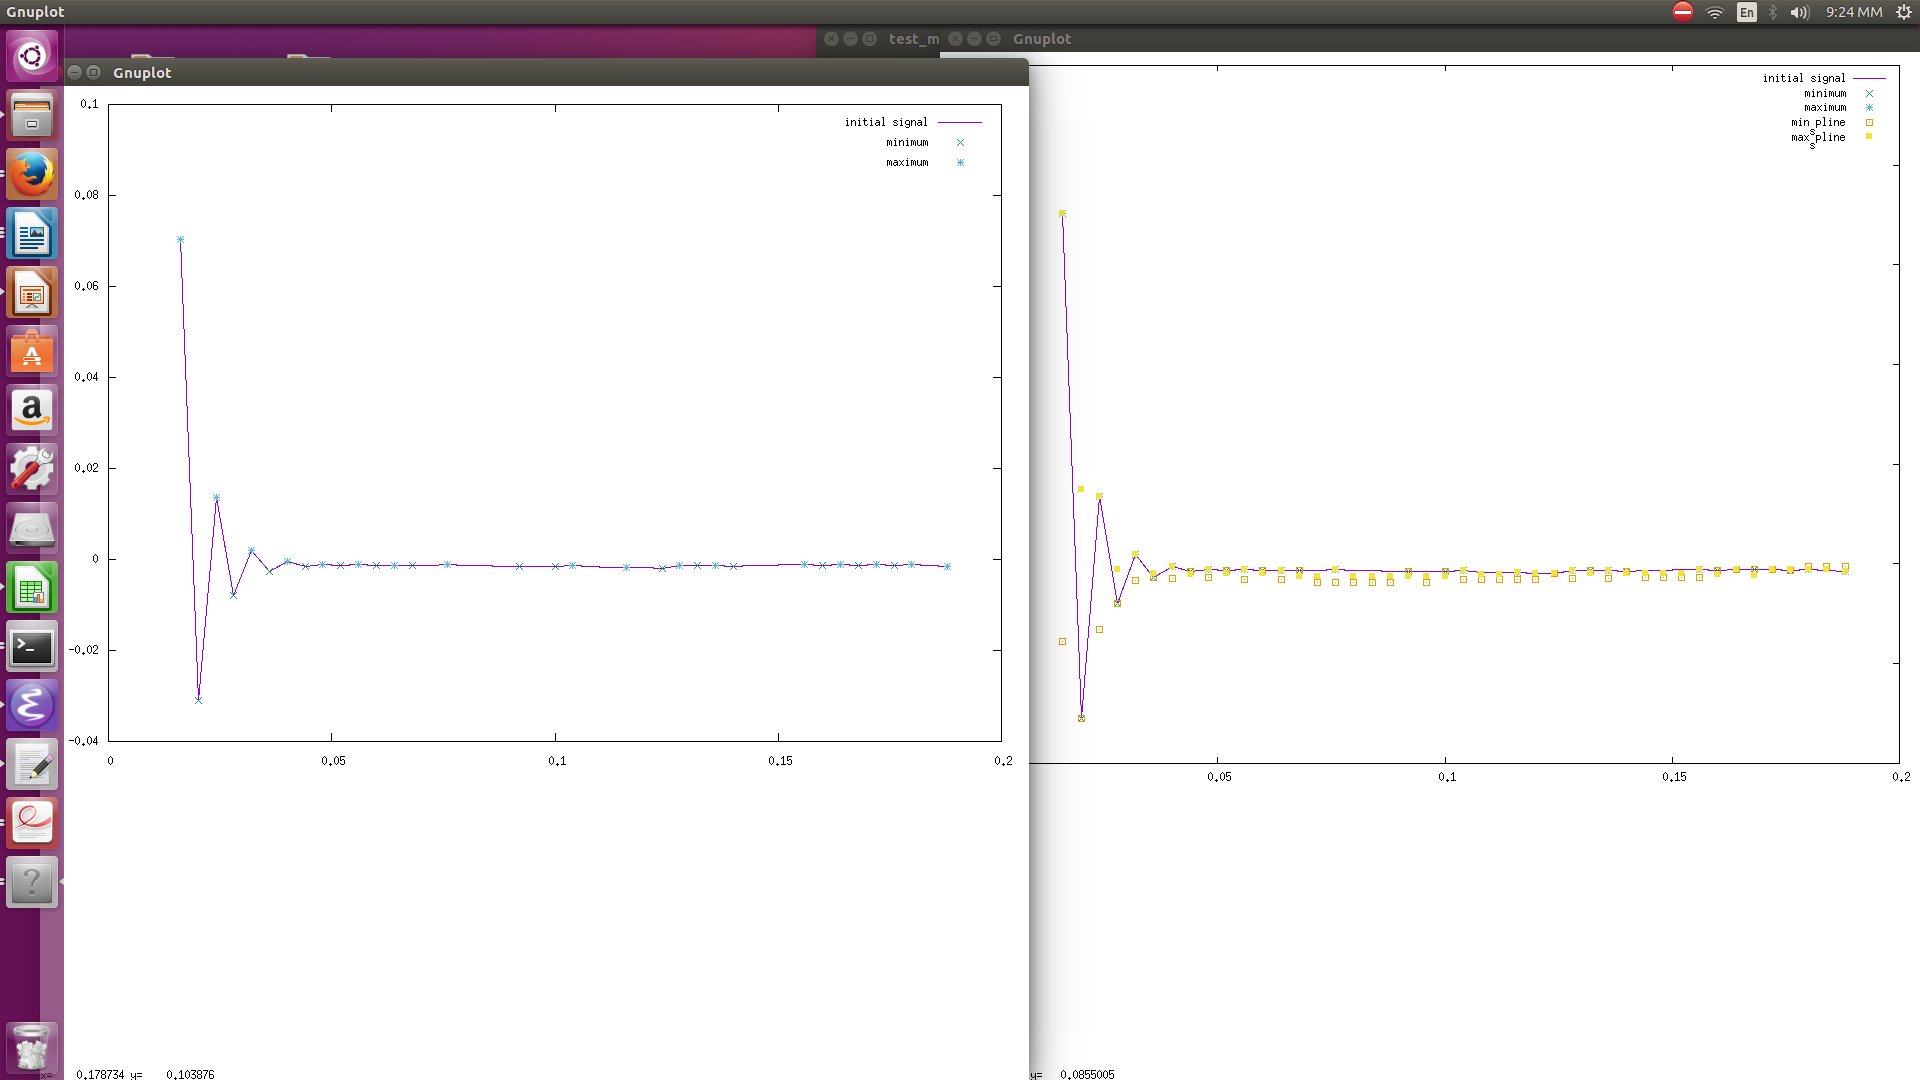 Gnuplot
En
9:24 MM
test_m
Gnuplot
Gnuplot
0.1
0.08
0.06
0.04
0.02
0
-0.02
-0.04
0
0.05
0.1
0.15
0.2
initial signal
minimum
maximum
x= 0.178734 y= 0.103876
initial signal
minimum
maximum
min_spline
max_spline
0.05
0.1
0.15
0.2
y= 0.0855005